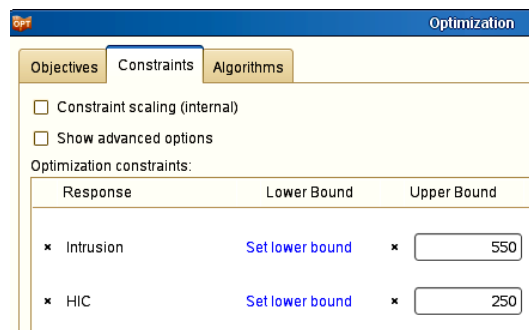 OPT Optimization
Objectives Constraints Algorithms
Constraint scaling (internal)
Show advanced options
Optimization constraints:
Response Lower Bound Upper Bound
Intrusion Set lower bound 550
HIC Set lower bound 250